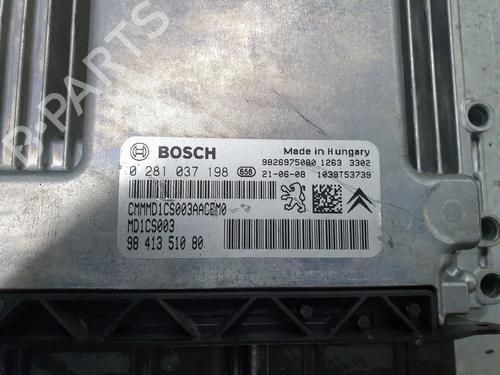 BOSCH
Made in Hungary
9826975080 1263 3302
0 281 037 198 656 21-06-08 1039T53739
CMMMD1CS003AACEM0
MD1CS003
98 413 510 80